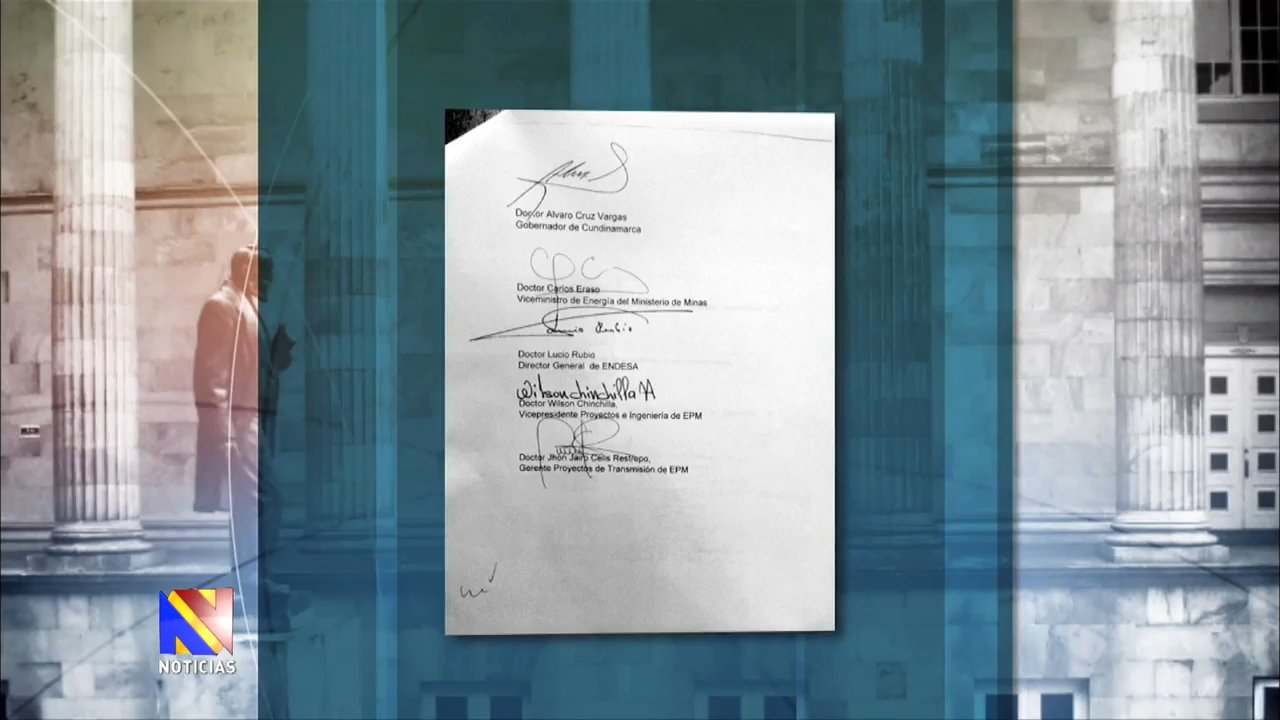 Doctor Alvaro Cruz Vargas
Gobernador de Cundinamarca
Doctor Carlos Eraso
Viceministro de Energía del Ministerio de Minas
Doctor Lucio Rubio
Director General de ENDESA
Wilson Chinchilla
Doctor Wilson Chinchilla,
Vicepresidente Proyectos e Ingeniería de EPM
Doctor Jhon Jairo Celis Restrepo,
Gerente Proyectos de Transmisión de EPM
N
NOTICIAS